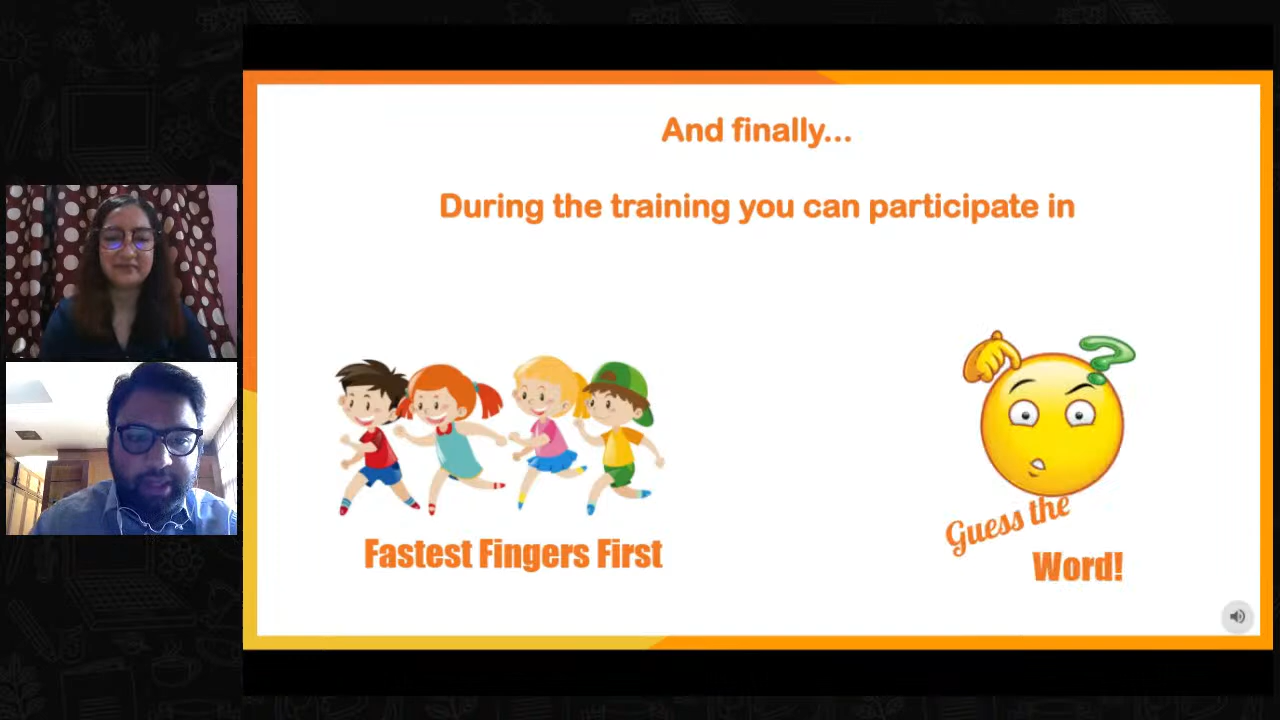 And finally...
During the training you can participate in
Fastest Fingers First
Guess the
Word!